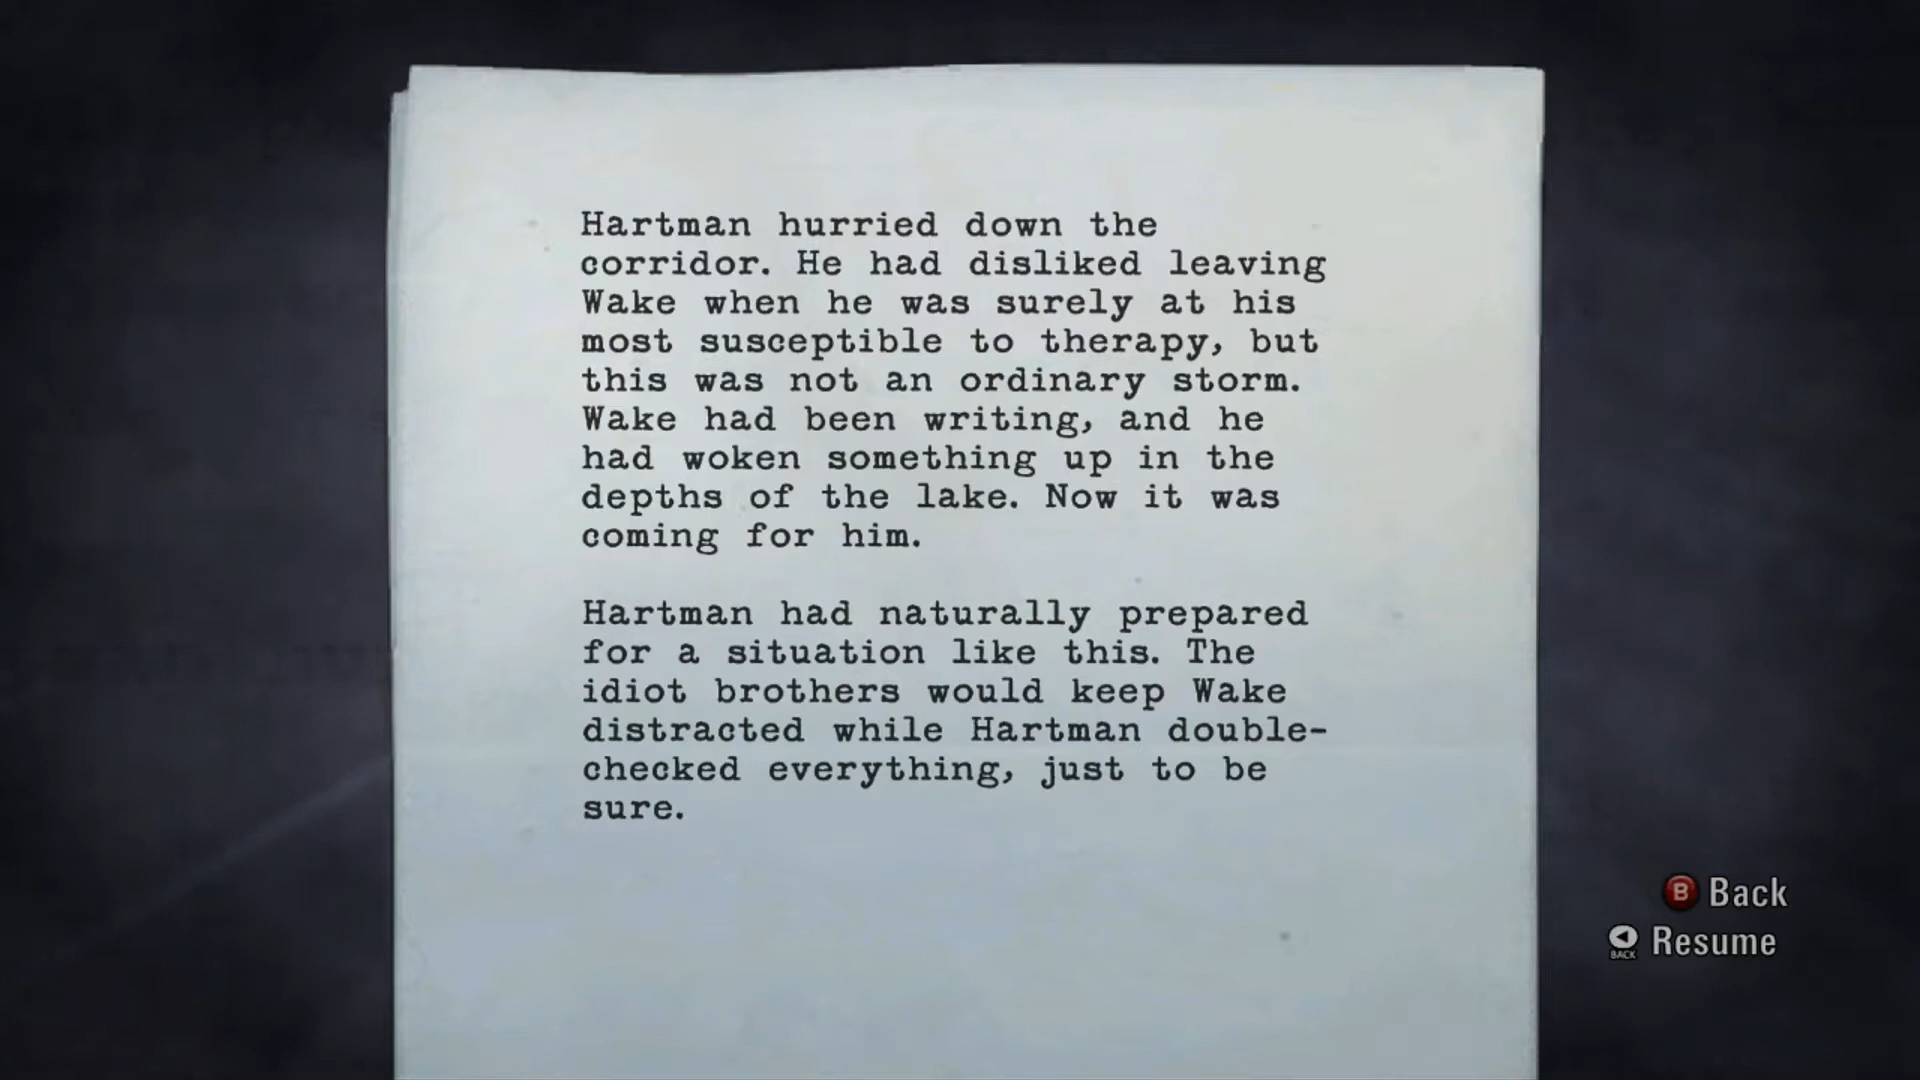 Hartman hurried down the
corridor. He had disliked leaving
Wake when he was surely at his
most susceptible to therapy, but
this was not an ordinary storm.
Wake had been writing, and he
had woken something up in the
depths of the lake. Now it was
coming for him.
Hartman had naturally prepared
for a situation like this. The
idiot brothers would keep Wake
distracted while Hartman double-
checked everything, just to be
sure.
B Back
BACK Resume